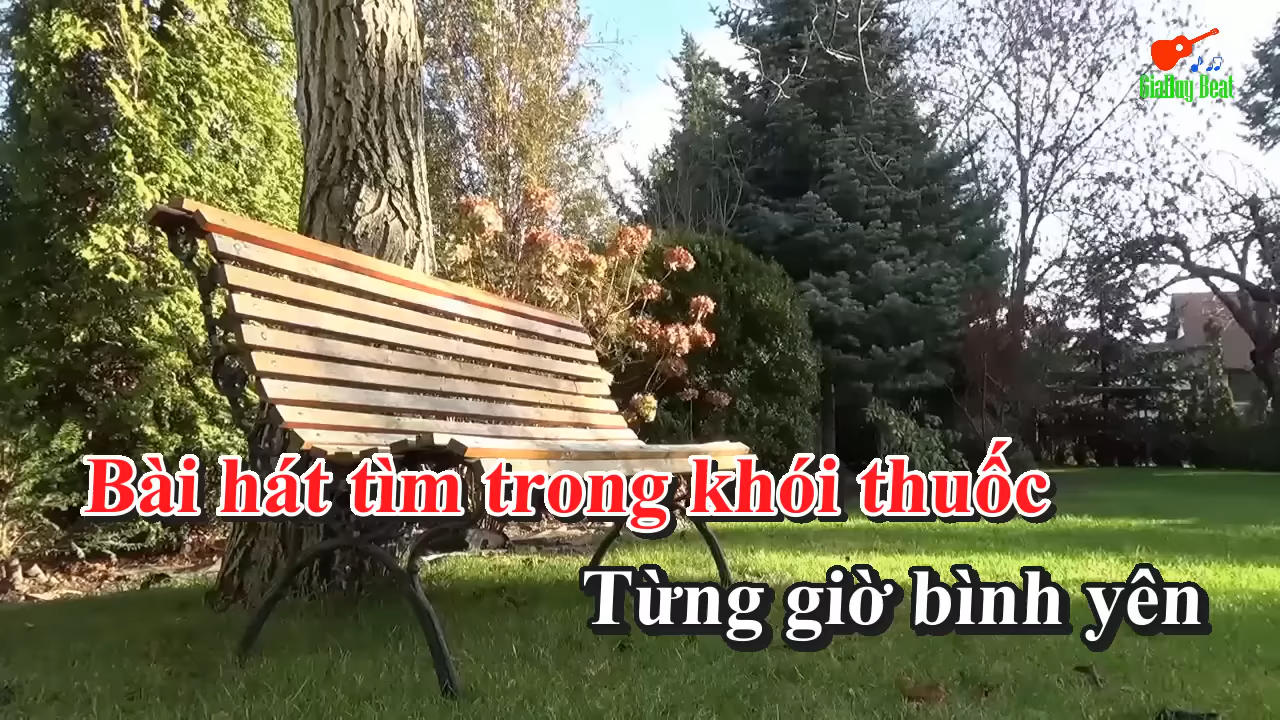 GiaHuy Beat
Bài hát tìm trong khói thuốc
Từng giờ bình yên